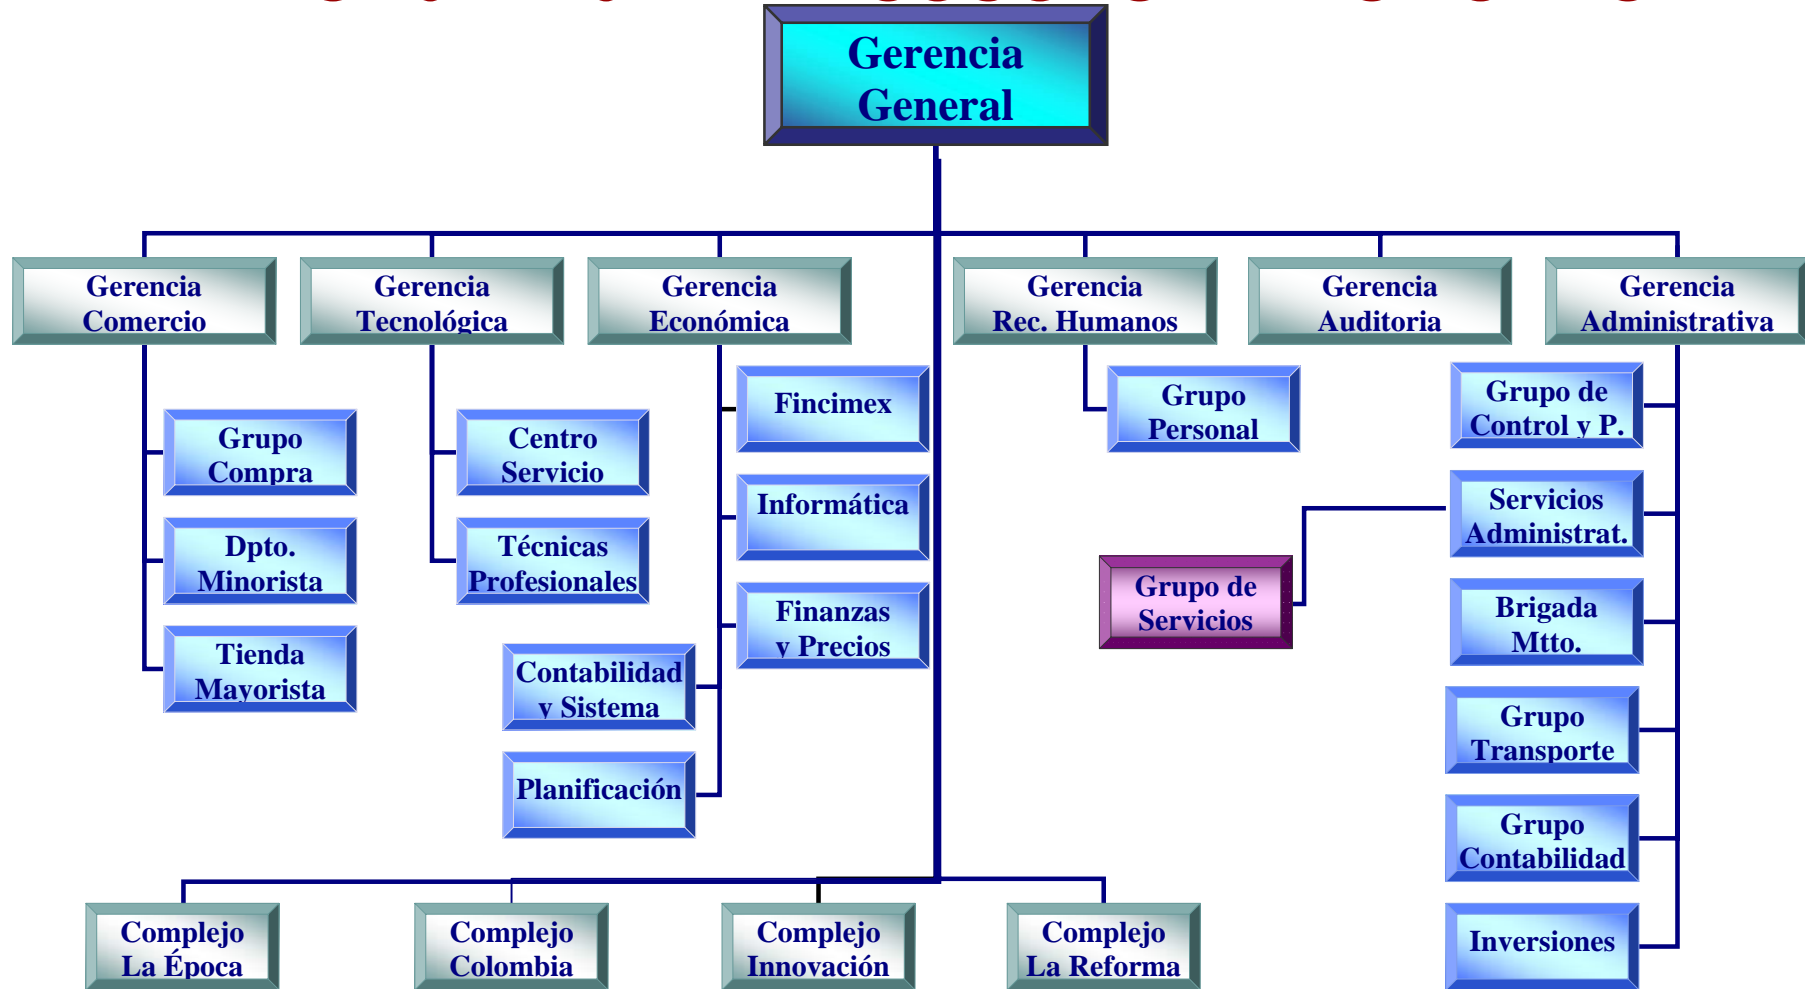 Gerencia
General
Gerencia
Comercio
Gerencia
Tecnológica
Gerencia
Económica
Gerencia
Rec. Humanos
Gerencia
Auditoria
Gerencia
Administrativa
Grupo
Compra
Dpto.
Minorista
Tienda
Mayorista
Centro
Servicio
Técnicas
Profesionales
Fincimex
Informática
Finanzas
y Precios
Contabilidad
y Sistema
Planificación
Grupo
Personal
Grupo de
Control y P.
Servicios
Administrat.
Grupo de
Servicios
Brigada
Mtto.
Grupo
Transporte
Grupo
Contabilidad
Inversiones
Complejo
La Época
Complejo
Colombia
Complejo
Innovación
Complejo
La Reforma